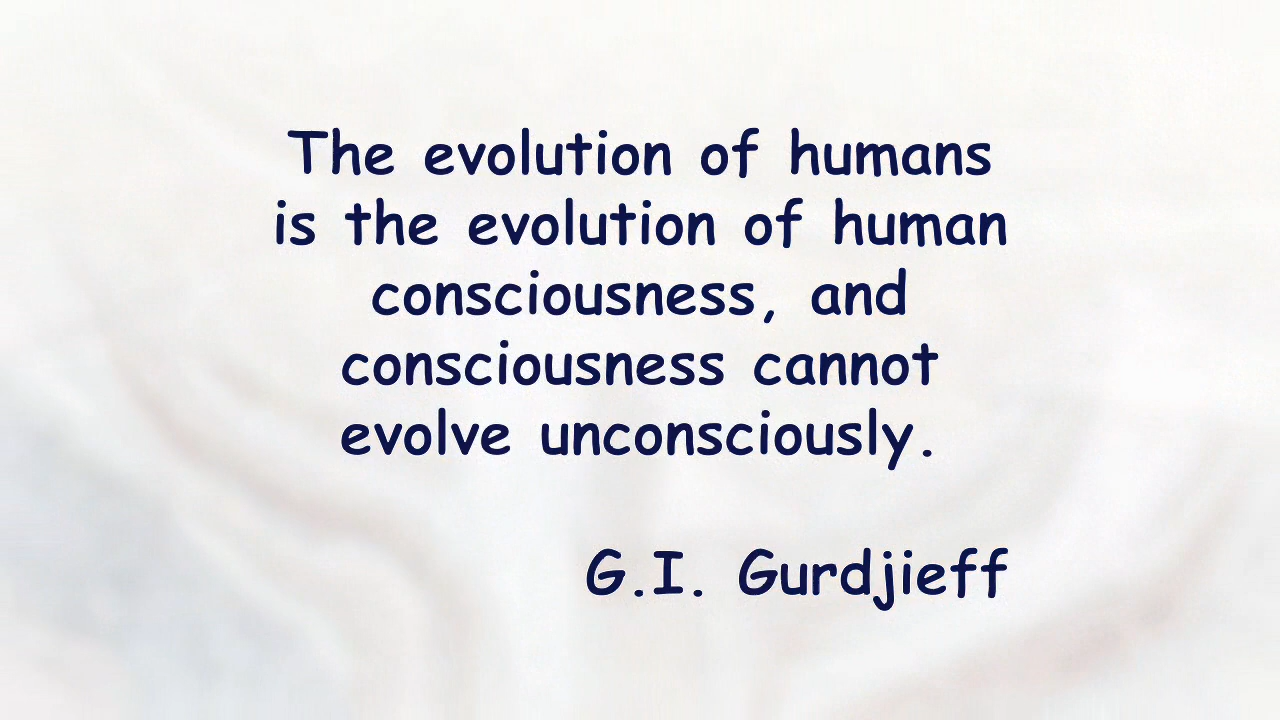 The evolution of humans
is the evolution of human
consciousness, and
consciousness cannot
evolve unconsciously.
G.I. Gurdjieff